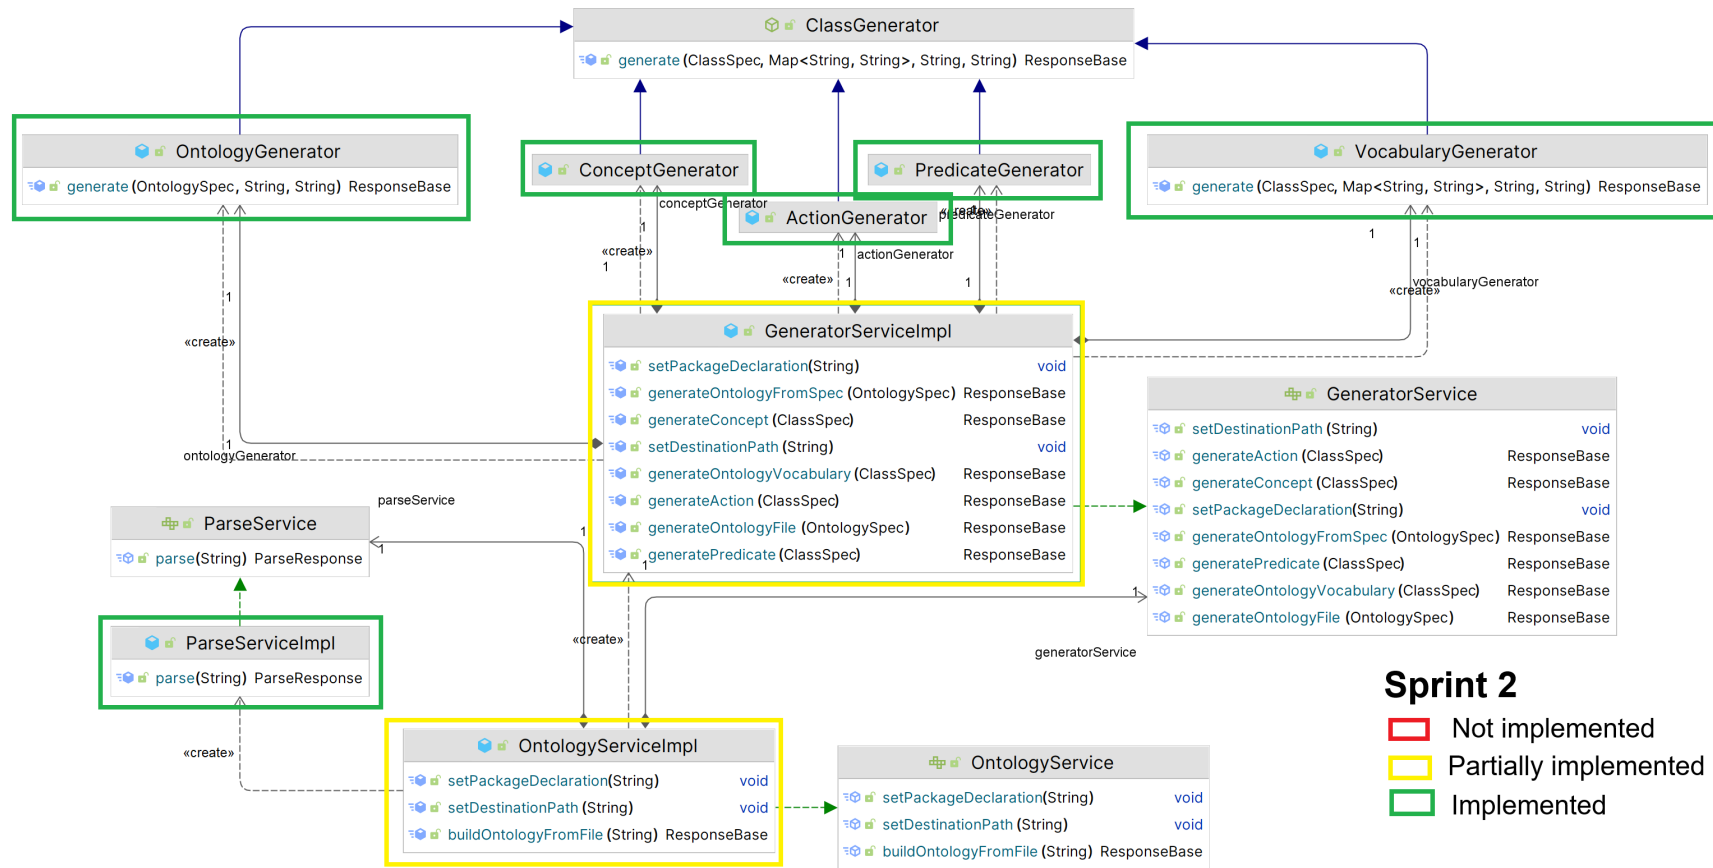 ClassGenerator
generate(ClassSpec, Map<String, String>, String, String) ResponseBase
OntologyGenerator
generate(OntologySpec, String, String) ResponseBase
ConceptGenerator
PredicateGenerator
VocabularyGenerator
generate(ClassSpec, Map<String, String>, String, String) ResponseBase
conceptGenerator
ActionGenerator
«create»
predicateGenerator
1
1
1
«create»
1
1
actionGenerator
«create»
1
1
vocabularyGenerator
«create»
1
«create»
1
ontologyGenerator
GeneratorServiceImpl
setPackageDeclaration(String) void
generateOntologyFromSpec(OntologySpec) ResponseBase
generateConcept(ClassSpec) ResponseBase
setDestinationPath(String) void
generateOntologyVocabulary(ClassSpec) ResponseBase
generateAction(ClassSpec) ResponseBase
generateOntologyFile (OntologySpec) ResponseBase
generatePredicate(ClassSpec) ResponseBase
1
GeneratorService
setDestinationPath(String) void
generateAction(ClassSpec) ResponseBase
generateConcept(ClassSpec) ResponseBase
setPackageDeclaration(String) void
generateOntologyFromSpec(OntologySpec) ResponseBase
generatePredicate(ClassSpec) ResponseBase
generateOntologyVocabulary(ClassSpec) ResponseBase
generateOntologyFile (OntologySpec) ResponseBase
1
generatorService
parseService
1
1
ParseService
parse(String) ParseResponse
ParseServiceImpl
parse(String) ParseResponse
«create»
«create»
OntologyServiceImpl
setPackageDeclaration(String) void
setDestinationPath(String) void
buildOntologyFromFile(String) ResponseBase
OntologyService
setPackageDeclaration(String) void
setDestinationPath(String) void
buildOntologyFromFile(String) ResponseBase
Sprint 2
Not implemented
Partially implemented
Implemented